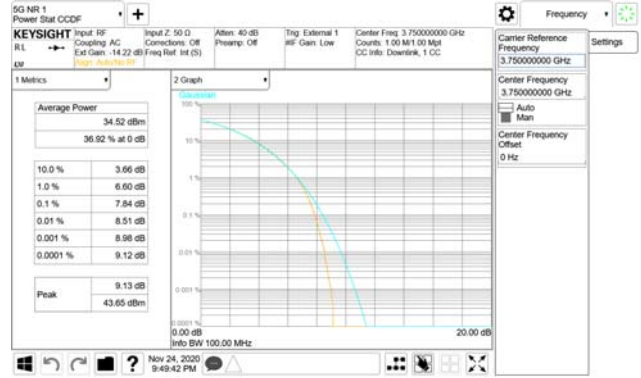 5G NR 1
Power Stat CCDF
Frequency
KEYSIGHT
RL
Input: RF
Coupling: AC
Ext Gain: -14.22 dB
Align: Auto/No RF
Input Z: 50 Ω
Corrections: Off
Freq Ref: Int (S)
Atten: 40 dB
Preamp: Off
Trig: External 1
#IF Gain: Low
Center Freq: 3.750000000 GHz
Counts: 1.00 M/1.00 Mpt
CC Info: Downlink, 1 CC
Carrier Reference
Frequency
3.750000000 GHz
Settings
Center Frequency
3.750000000 GHz
Auto
Man
Center Frequency
Offset
0 Hz
1 Metrics
Average Power
34.52 dBm
36.92 % at 0 dB
10.0 % 3.66 dB
1.0 % 6.60 dB
0.1 % 7.84 dB
0.01 % 8.51 dB
0.001 % 8.98 dB
0.0001 % 9.12 dB
Peak
9.13 dB
43.65 dBm
2 Graph
Gaussian
100 %
10 %
1 %
0.1 %
0.01 %
0.001 %
0.0001 %
0.00 dB
20.00 dB
Info BW 100.00 MHz
?
Nov 24, 2020
9:49:42 PM